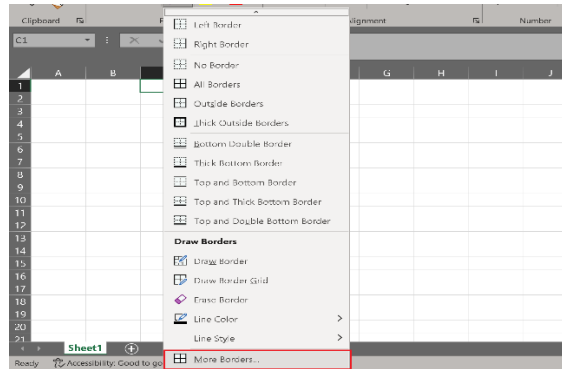 Clipboard
Alignment
Number
C1
A B G H I J
Left Border
Right Border
No Border
All Borders
Outside Borders
Thick Outside Borders
Bottom Double Border
Thick Bottom Border
Top and Bottom Border
Top and Thick Bottom Border
Top and Double Bottom Border
Draw Borders
Draw Border
Draw Border Grid
Erase Border
Line Color
Line Style
More Borders...
1
2
3
4
5
6
7
8
9
10
11
12
13
14
15
16
17
18
19
20
21
Sheet1
Ready Accessibility: Good to go